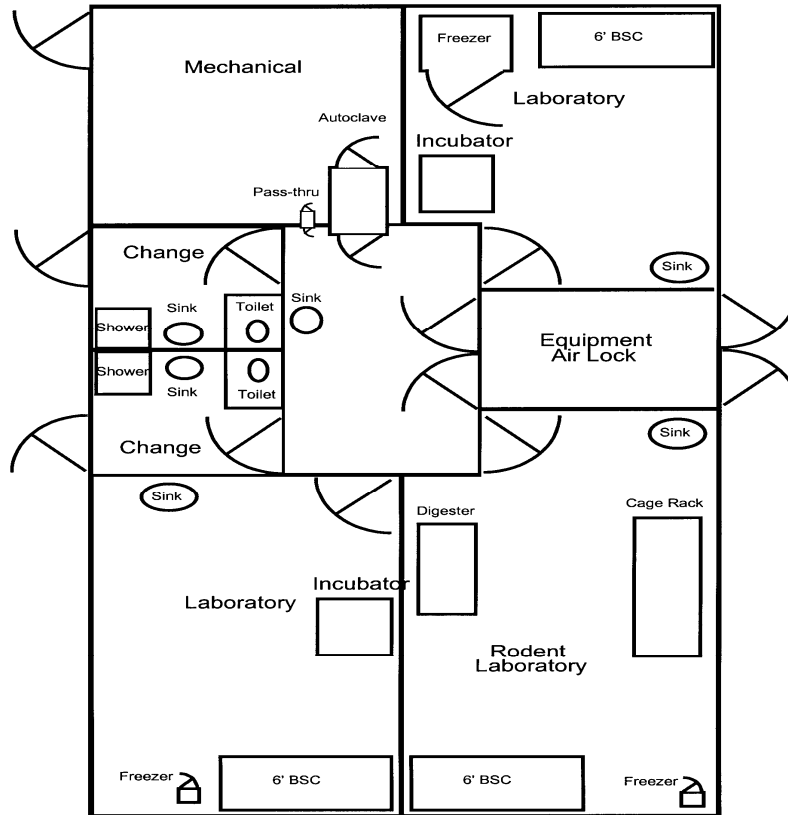 Freezer
6' BSC
Mechanical
Laboratory
Autoclave
Incubator
Pass-thru
Change
Sink
Sink
Toilet
Sink
Shower
Equipment
Air Lock
Shower
Sink
Toilet
Sink
Change
Sink
Digester
Cage Rack
Incubator
Laboratory
Rodent
Laboratory
Freezer
6' BSC
6' BSC
Freezer